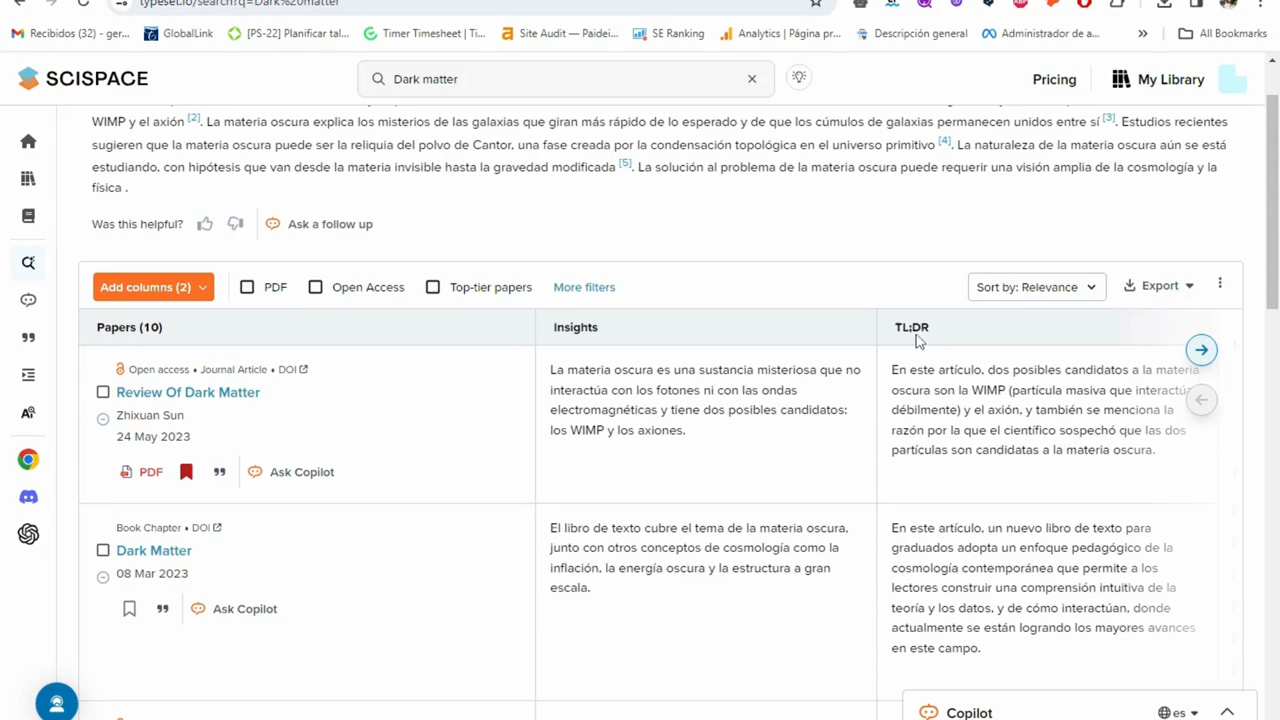 typeset.io/search?q=Dark%20matter
Recibidos (32) - ger...
GlobalLink
[PS-22] Planificar tal...
Timer Timesheet | Ti...
Site Audit — Paidei...
SE Ranking
Analytics | Página pr...
Descripción general
Administrador de a...
»
All Bookmarks
SCISPACE
Dark matter
Pricing
My Library
WIMP y el axión [2]. La materia oscura explica los misterios de las galaxias que giran más rápido de lo esperado y de que los cúmulos de galaxias permanecen unidos entre sí [3]. Estudios recientes
sugieren que la materia oscura puede ser la reliquia del polvo de Cantor, una fase creada por la condensación topológica en el universo primitivo [4]. La naturaleza de la materia oscura aún se está
estudiando, con hipótesis que van desde la materia invisible hasta la gravedad modificada [5]. La solución al problema de la materia oscura puede requerir una visión amplia de la cosmología y la
física .
Was this helpful?
Ask a follow up
Add columns (2)
PDF
Open Access
Top-tier papers
More filters
Sort by: Relevance
Export
Papers (10)
Insights
TL;DR
Open access • Journal Article • DOI
Review Of Dark Matter
Zhixuan Sun
24 May 2023
PDF
Ask Copilot
La materia oscura es una sustancia misteriosa que no
interactúa con los fotones ni con las ondas
electromagnéticas y tiene dos posibles candidatos:
los WIMP y los axiones.
En este artículo, dos posibles candidatos a la materia
oscura son la WIMP (partícula masiva que interactúa
débilmente) y el axión, y también se menciona la
razón por la que el científico sospechó que las dos
partículas son candidatas a la materia oscura.
Book Chapter • DOI
Dark Matter
08 Mar 2023
Ask Copilot
El libro de texto cubre el tema de la materia oscura,
junto con otros conceptos de cosmología como la
inflación, la energía oscura y la estructura a gran
escala.
En este artículo, un nuevo libro de texto para
graduados adopta un enfoque pedagógico de la
cosmología contemporánea que permite a los
lectores construir una comprensión intuitiva de la
teoría y los datos, y de cómo interactúan, donde
actualmente se están logrando los mayores avances
en este campo.
Copilot
es